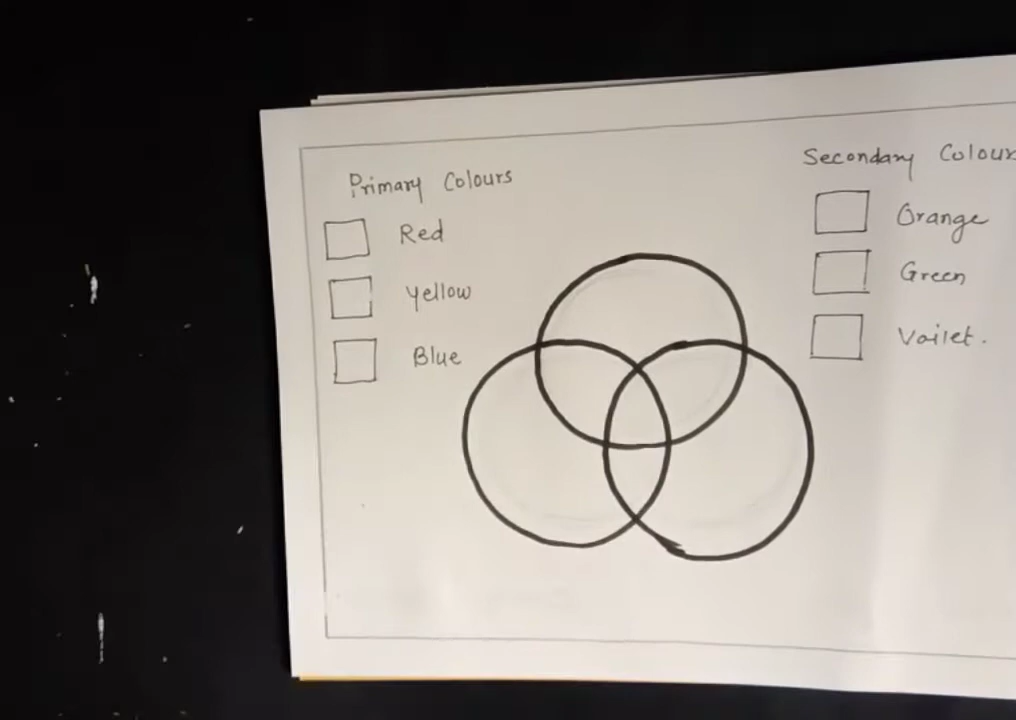 Primary Colours
Red
Yellow
Blue
Secondary Colour
Orange
Green
Vailet.